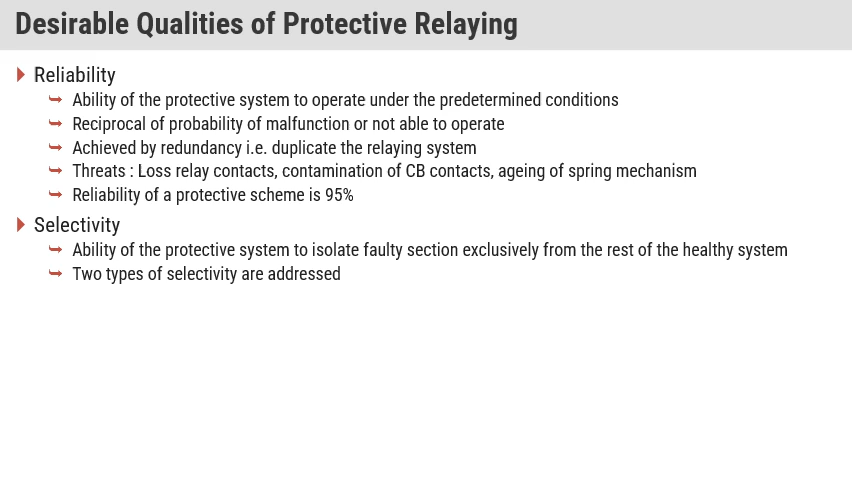 Desirable Qualities of Protective Relaying
Reliability
Ability of the protective system to operate under the predetermined conditions
Reciprocal of probability of malfunction or not able to operate
Achieved by redundancy i.e. duplicate the relaying system
Threats : Loss relay contacts, contamination of CB contacts, ageing of spring mechanism
Reliability of a protective scheme is 95%
Selectivity
Ability of the protective system to isolate faulty section exclusively from the rest of the healthy system
Two types of selectivity are addressed